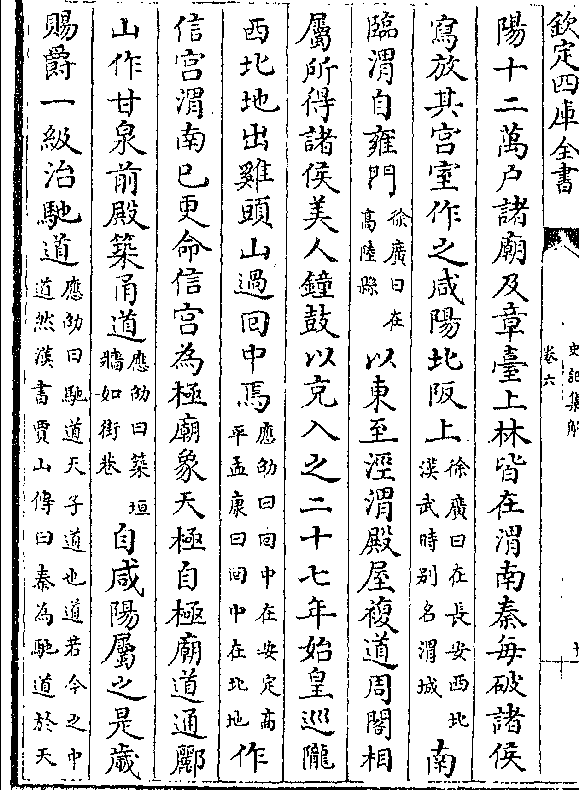 欽定四庫全書
史記集解
卷六
陽十二萬户諸廟及章臺上林皆在渭南秦每破諸侯
寫放其宫室作之咸陽北阪上徐廣曰在長安西北漢武時别名渭城南
臨渭自雍門徐廣曰在高陵縣以東至涇渭殿屋複道周閣相
屬所得諸侯美人鐘鼓以充入之二十七年始皇巡隴
西北地出雞頭山過回中焉應劭曰回中在安定高平孟康曰回中在北地作
信宫渭南已更命信宫為極廟象天極自極廟道通酈
山作甘泉前殿築甬道應劭曰築垣牆如街巷自咸陽屬之是歲
賜爵一級治馳道應劭曰馳道天子道也道若今之中道然漢書賈山傳曰秦為馳道於天